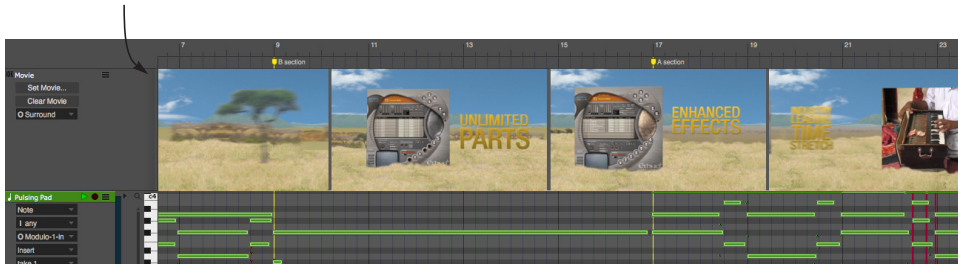 7 9 11 13 15 17 19 21 23
B section A section
Movie
Set Movie...
Clear Movie
Surround
UNLIMITED
PARTS
ENHANCED
EFFECTS
TIME
STRETCH
Pulsing Pad
c4
Note
1 any
Modulo-1-in
Insert
take 1